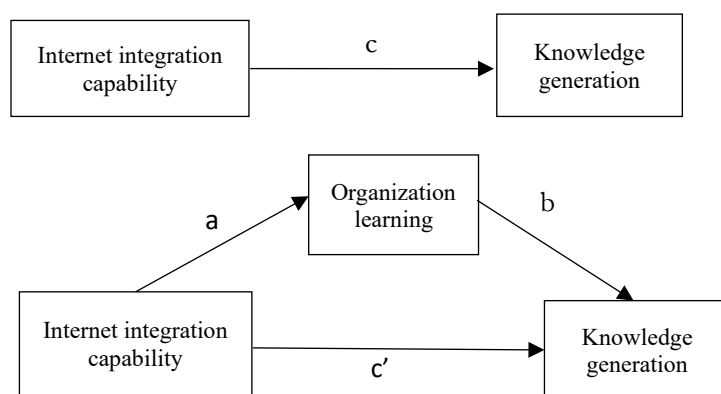 Internet integration
capability
c
Knowledge
generation
Organization
learning
a
b
Internet integration
capability
c’
Knowledge
generation